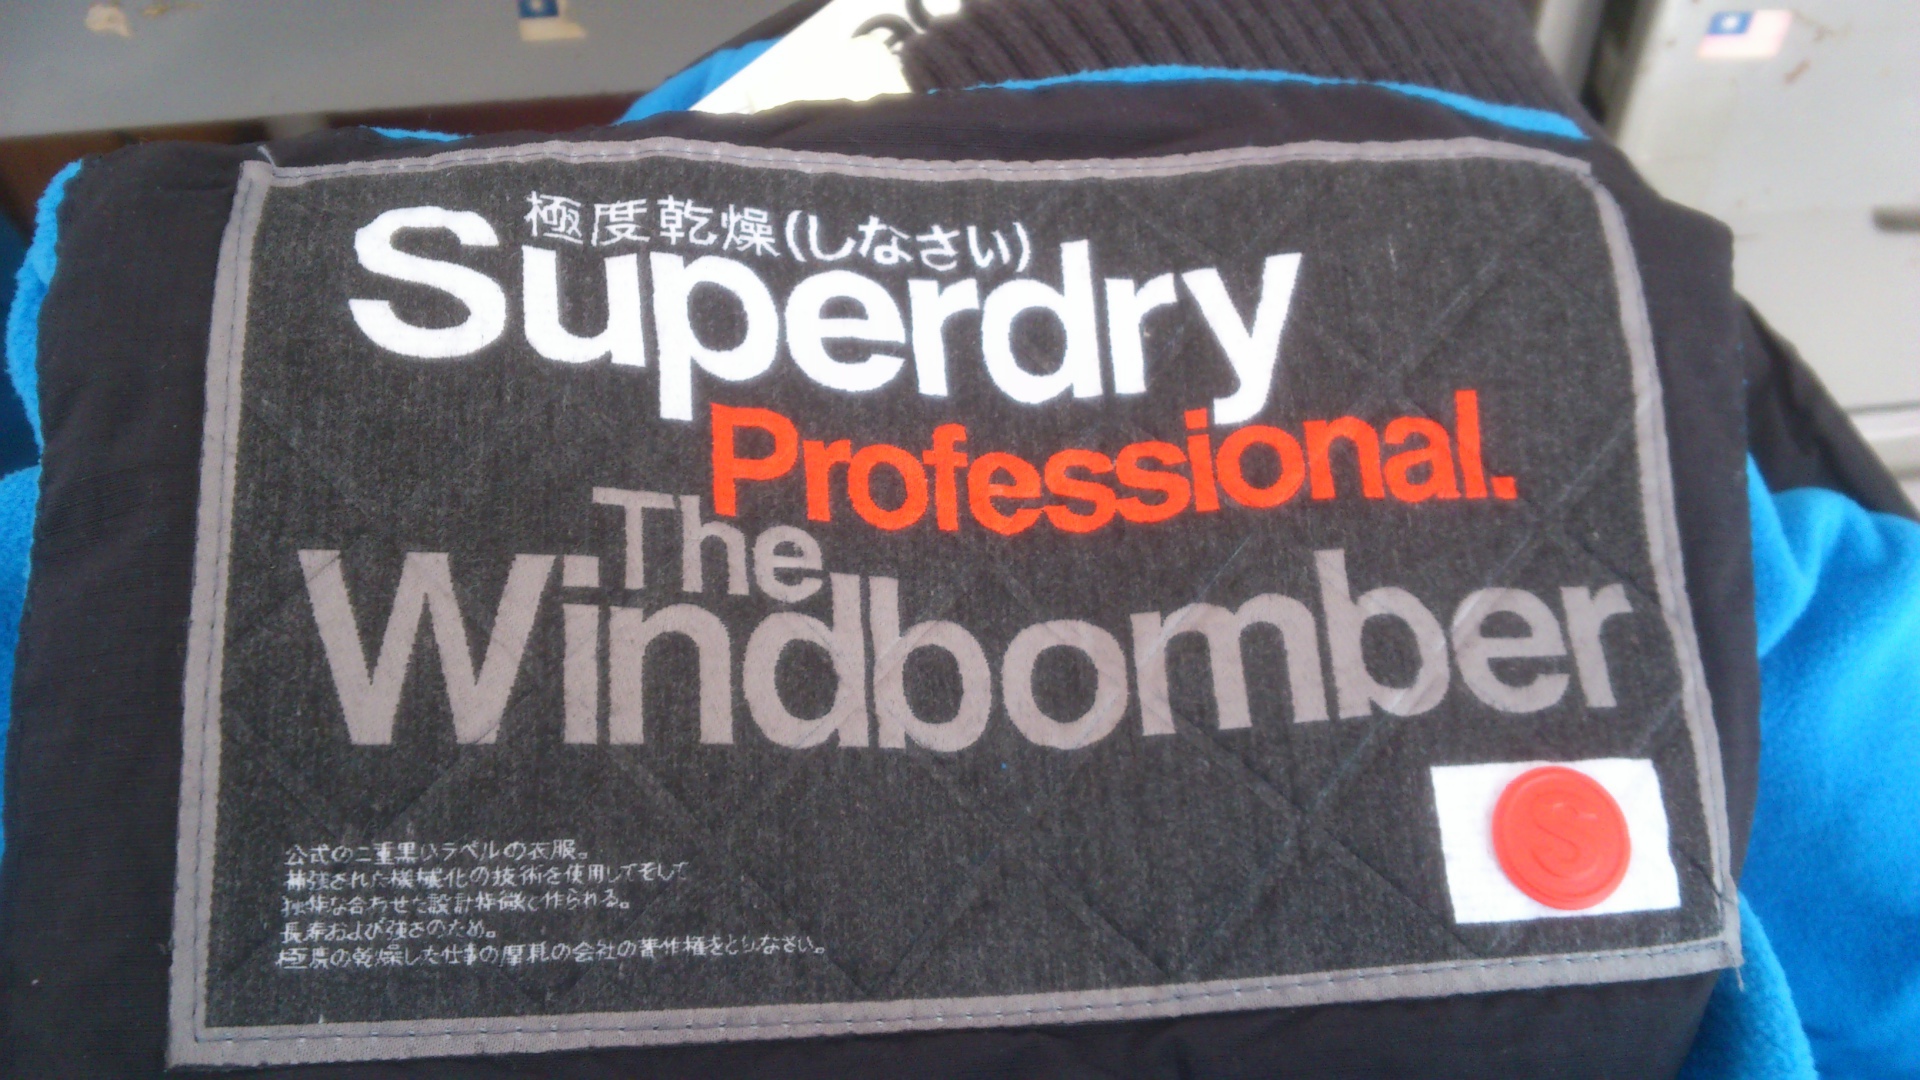 極度乾燥(しなさい)
Superdry
Professional.
The
Windbomber
S
公式の二重黒いラベルの衣服。
補強された機械化の技術を使用してそして
独特な合わせた設計特徴で作られる。
長寿および強さのため。
極度の乾燥した仕事の摩耗の会社の著作権をとしなさい。